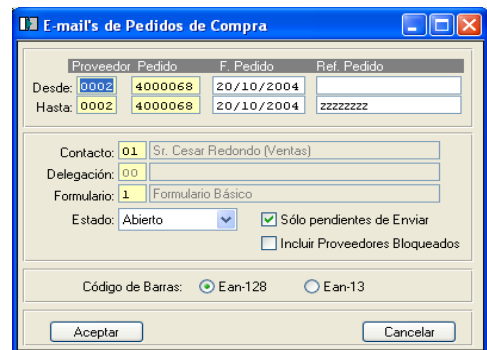 E-mail's de Pedidos de Compra
Proveedor Pedido F. Pedido Ref. Pedido
Desde: 0002 4000068 20/10/2004
Hasta: 0002 4000068 20/10/2004 zzzzzzzz
Contacto: 01 Sr. Cesar Redondo (Ventas)
Delegación: 00
Formulario: 1 Formulario Básico
Estado: Abierto Sólo pendientes de Enviar
Incluir Proveedores Bloqueados
Código de Barras: Ean-128 Ean-13
Aceptar Cancelar